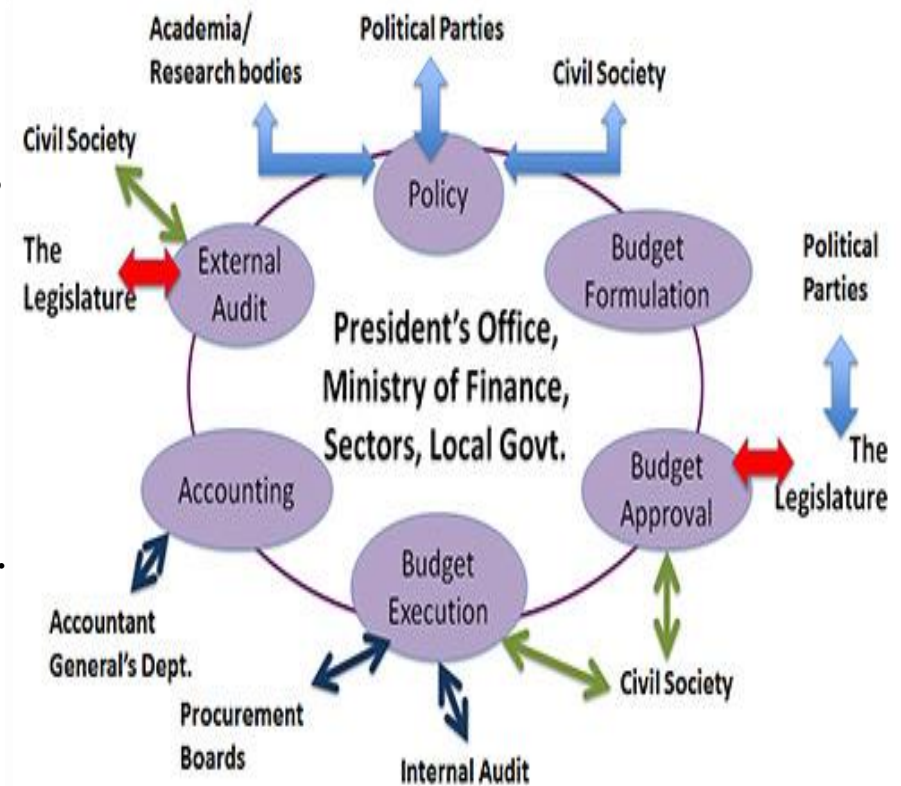 Academia/
Research bodies
Political Parties
Civil Society
Civil Society
Policy
The
Legislature
External
Audit
Budget
Formulation
Political
Parties
President's Office,
Ministry of Finance,
Sectors, Local Govt.
Accounting
Budget
Approval
The
Legislature
Budget
Execution
Accountant
General's Dept.
Procurement
Boards
Internal Audit
Civil Society